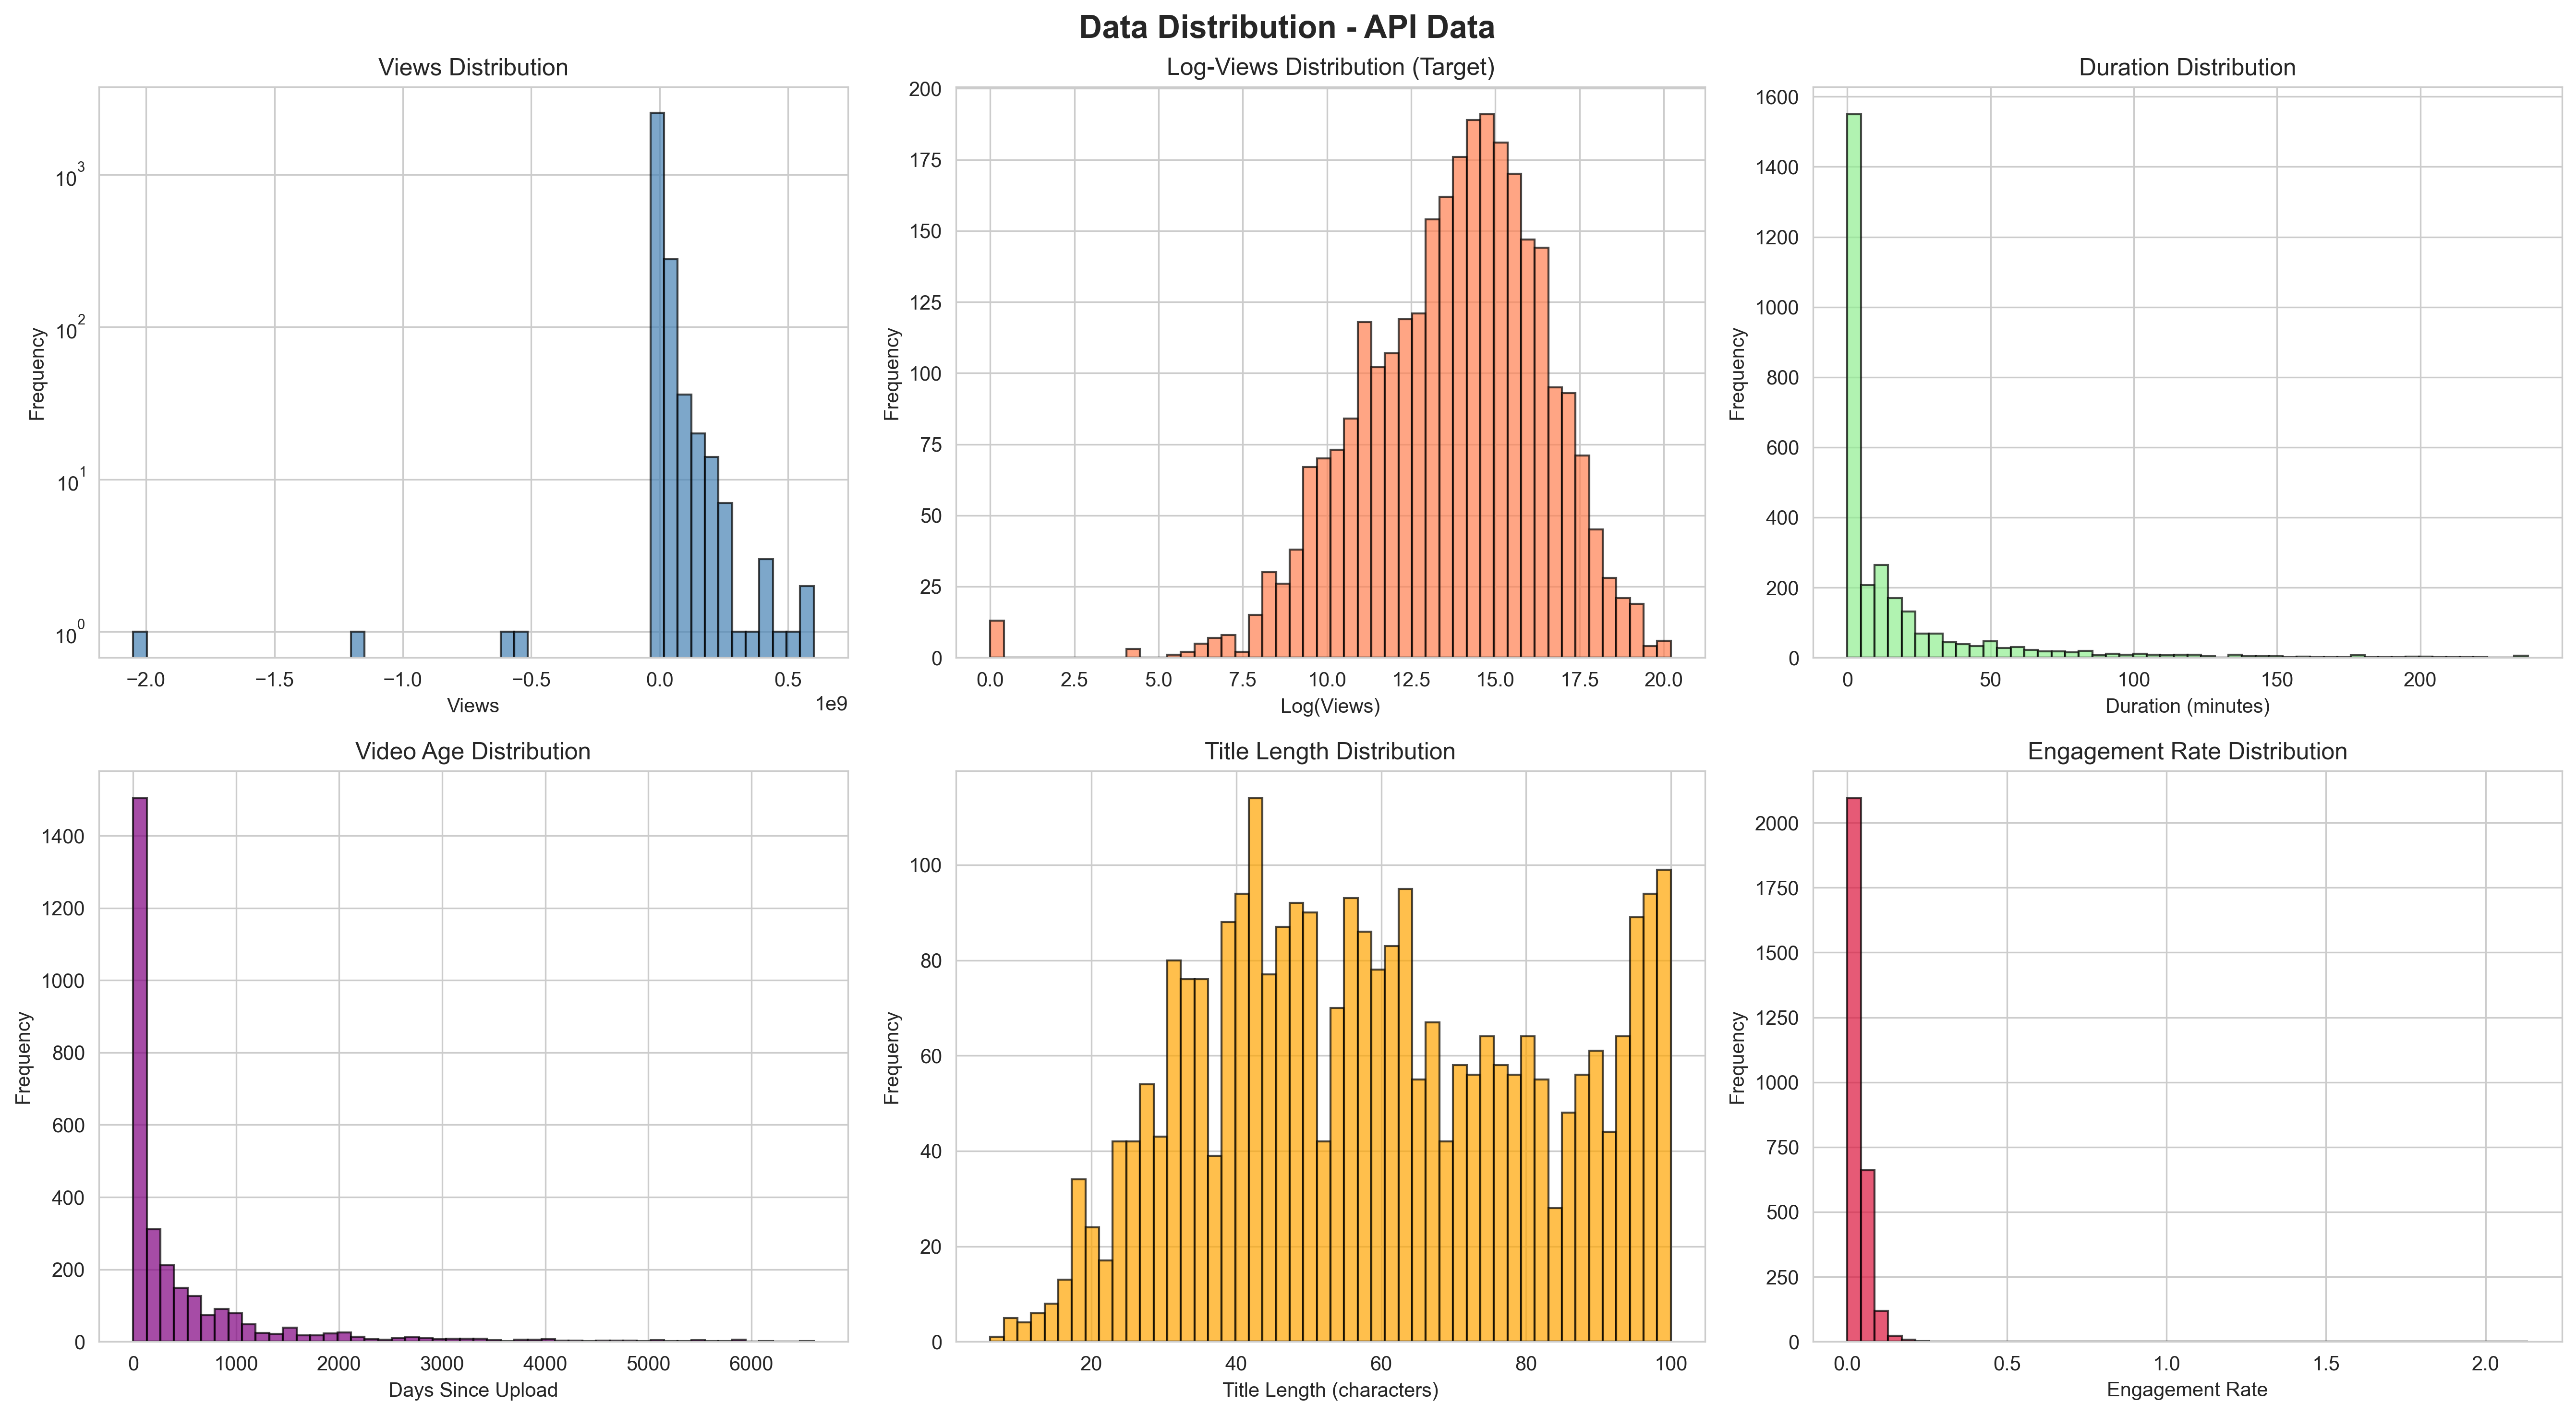 Data Distribution - API Data
Views Distribution
Frequency
10^3
10^2
10^1
10^0
−2.0 −1.5 −1.0 −0.5 0.0 0.5
1e9
Views
Log-Views Distribution (Target)
Frequency
200
175
150
125
100
75
50
25
0
0.0 2.5 5.0 7.5 10.0 12.5 15.0 17.5 20.0
Log(Views)
Duration Distribution
Frequency
1600
1400
1200
1000
800
600
400
200
0
0 50 100 150 200
Duration (minutes)
Video Age Distribution
Frequency
1400
1200
1000
800
600
400
200
0
0 1000 2000 3000 4000 5000 6000
Days Since Upload
Title Length Distribution
Frequency
100
80
60
40
20
0
20 40 60 80 100
Title Length (characters)
Engagement Rate Distribution
Frequency
2000
1750
1500
1250
1000
750
500
250
0
0.0 0.5 1.0 1.5 2.0
Engagement Rate